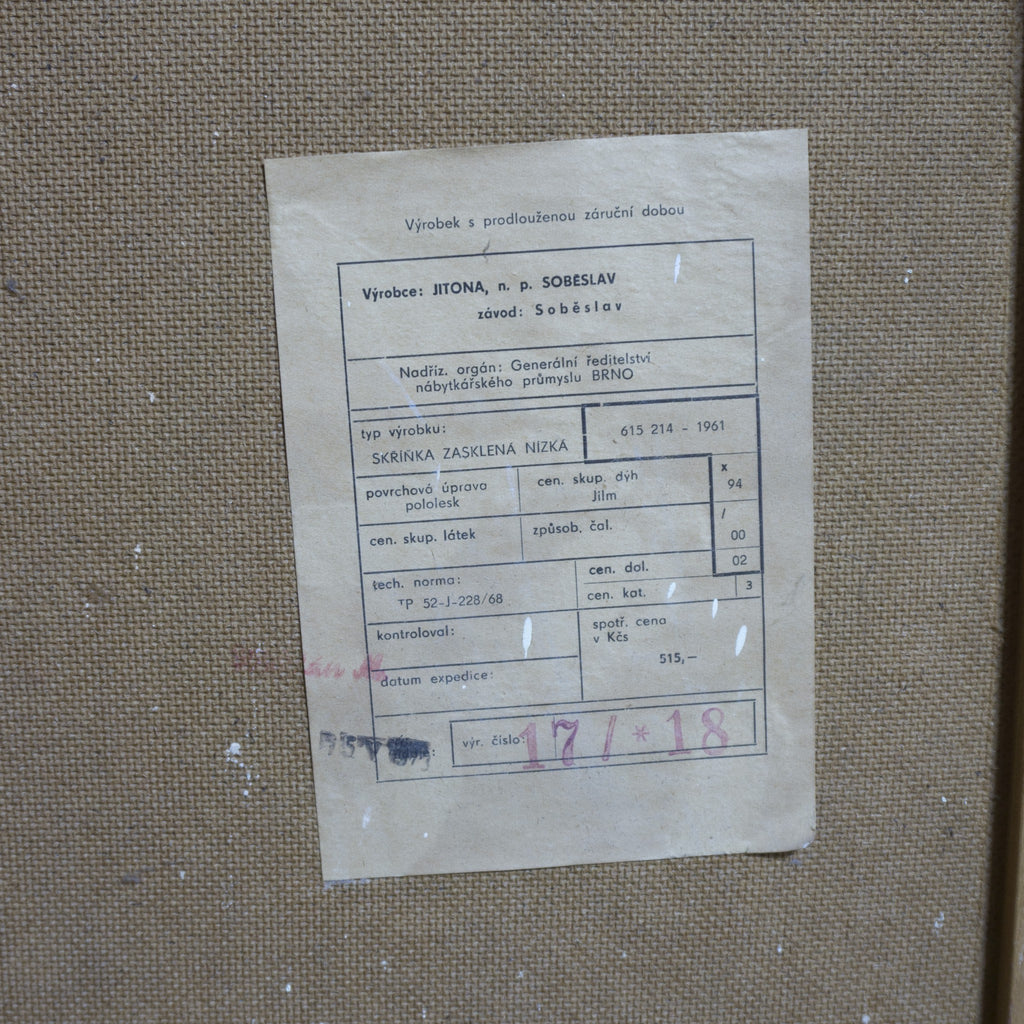 Výrobek s prodlouženou záruční dobou
Výrobce: JITONA, n. p. SOBĚSLAV
závod: Soběslav
Nadříz. orgán: Generální ředitelství
nábytkářského průmyslu BRNO
typ výrobku:
SKŘÍŇKA ZASKLENÁ NÍZKÁ
615 214 - 1961
povrchová úprava
pololesk
cen. skup. dýh
Jilm
x
94
cen. skup. látek
způsob. čal.
/
00
02
tech. norma:
TP 52-J-228/68
cen. dol.
cen. kat.
3
kontroloval:
spotř. cena
v Kčs
515,—
datum expedice:
výr. číslo:
17 / * 18